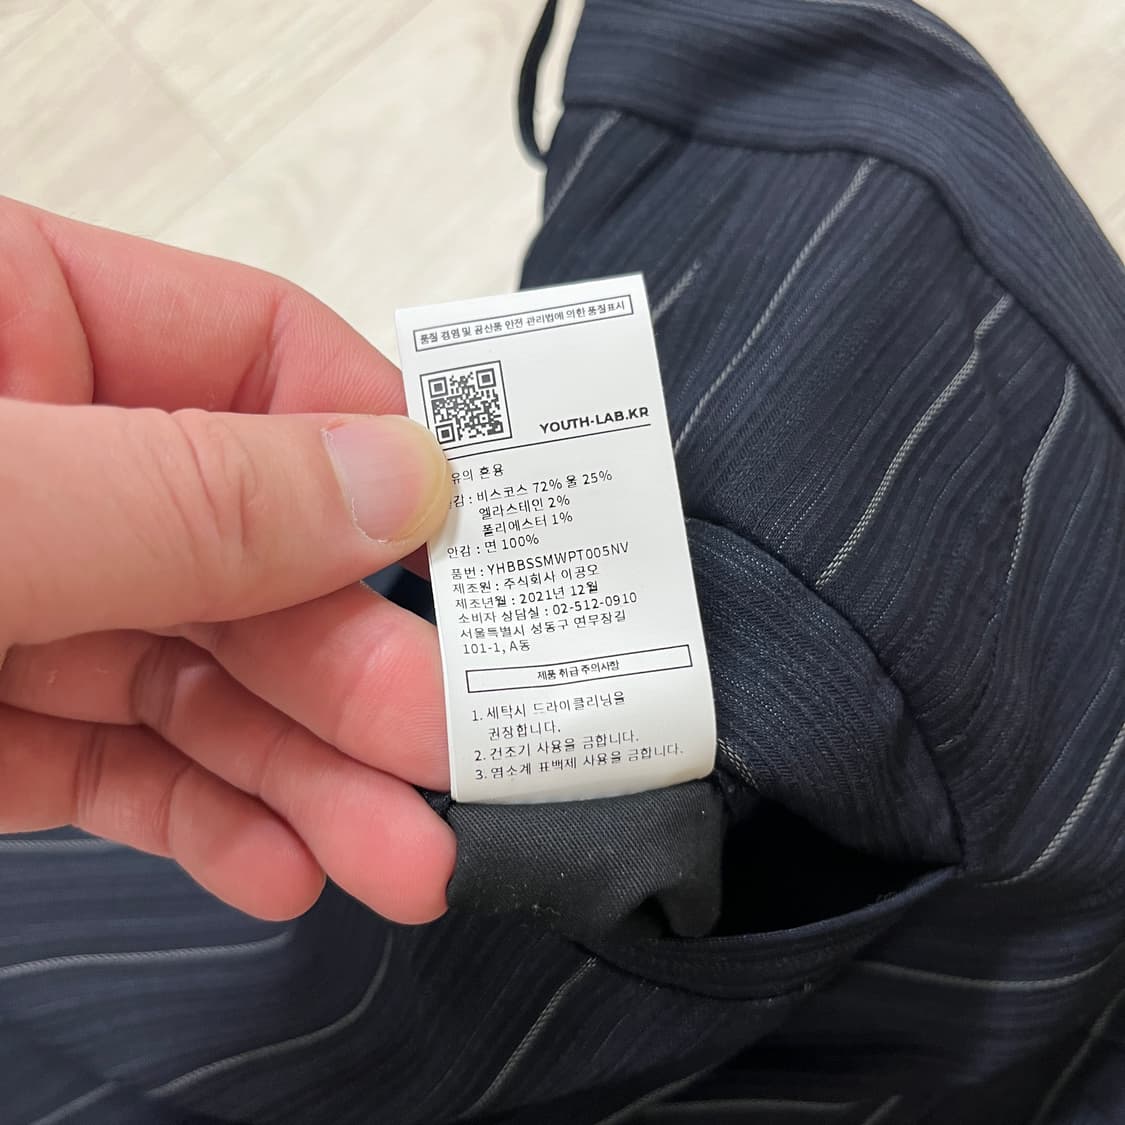 품질 경영 및 공산품 안전 관리법에 의한 품질표시
YOUTH-LAB.KR
유의 혼용
감 : 비스코스 72% 울 25%
엘라스테인 2%
폴리에스터 1%
안감 : 면 100%
품번 : YHBBSSMWPT005NV
제조원 : 주식회사 이공오
제조년월 : 2021년 12월
소비자 상담실 : 02-512-0910
서울특별시 성동구 연무장길
101-1, A동
제품 취급 주의사항
1. 세탁시 드라이클리닝을
권장합니다.
2. 건조기 사용을 금합니다.
3. 염소계 표백제 사용을 금합니다.